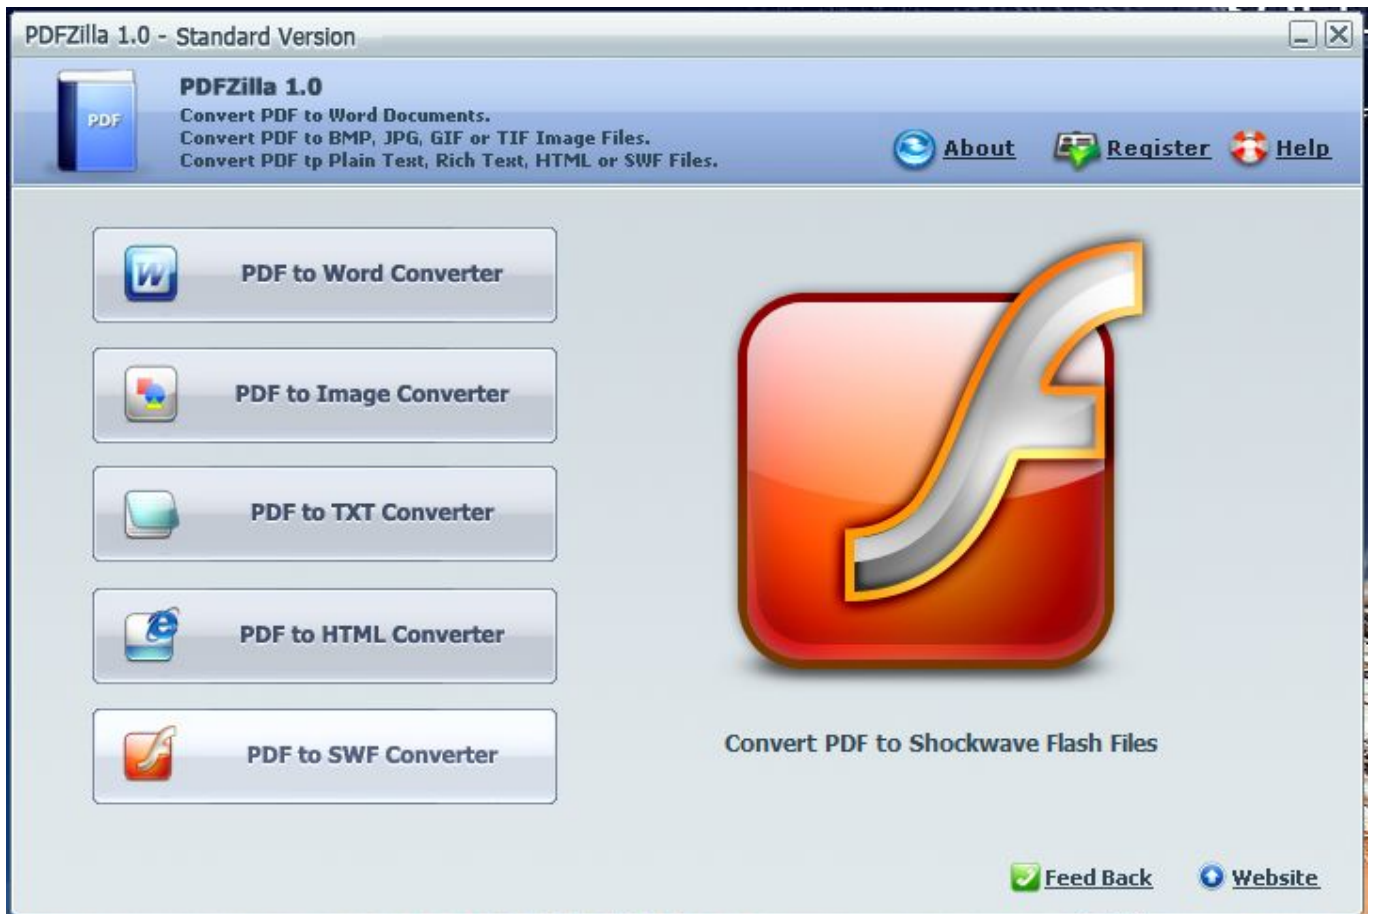 PDFZilla 1.0 - Standard Version
PDFZilla 1.0
Convert PDF to Word Documents.
Convert PDF to BMP, JPG, GIF or TIF Image Files.
Convert PDF tp Plain Text, Rich Text, HTML or SWF Files.
PDF
About
Register
Help
PDF to Word Converter
W
PDF to Image Converter
PDF to TXT Converter
PDF to HTML Converter
PDF to SWF Converter
Convert PDF to Shockwave Flash Files
Feed Back
Website